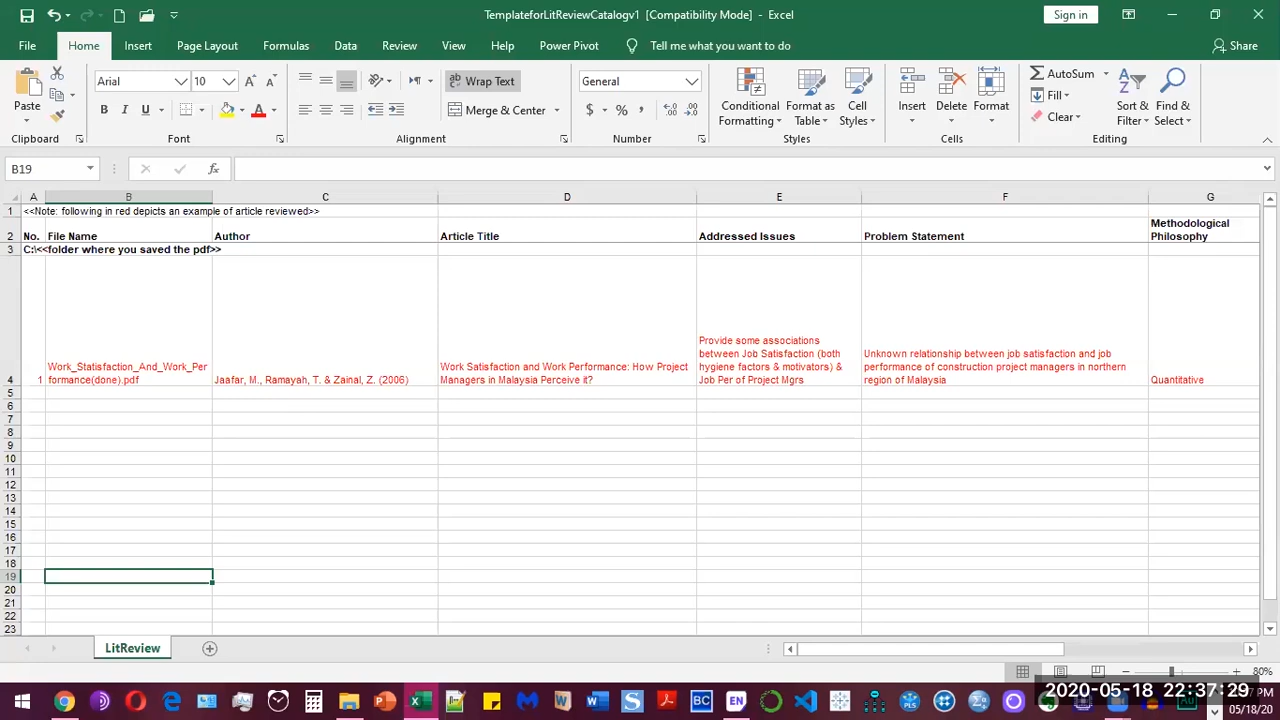 TemplateforLitReviewCatalogv1 [Compatibility Mode] - Excel
Sign in
File Home Insert Page Layout Formulas Data Review View Help Power Pivot Tell me what you want to do Share
Paste
Arial 10
B I U
Wrap Text
Merge & Center
General
$ % ,
Conditional Formatting
Format as Table
Cell Styles
Insert Delete Format
AutoSum
Fill
Clear
Sort & Filter
Find & Select
Clipboard Font Alignment Number Styles Cells Editing
B19 fx
A B C D E F G
1 <<Note: following in red depicts an example of article reviewed>>
2 No. File Name Author Article Title Addressed Issues Problem Statement Methodological Philosophy
3 C:\<<folder where you saved the pdf>>
4 1
Work_Statisfaction_And_Work_Per
formance(done).pdf
Jaafar, M., Ramayah, T. & Zainal, Z. (2006)
Work Satisfaction and Work Performance: How Project
Managers in Malaysia Perceive it?
Provide some associations
between Job Satisfaction (both
hygiene factors & motivators) &
Job Per of Project Mgrs
Unknown relationship between job satisfaction and job
performance of construction project managers in northern
region of Malaysia
Quantitative
5
6
7
8
9
10
11
12
13
14
15
16
17
18
19
20
21
22
23
LitReview
80%
BC EN
2020-05-18 22:37:29
PM
05/18/20